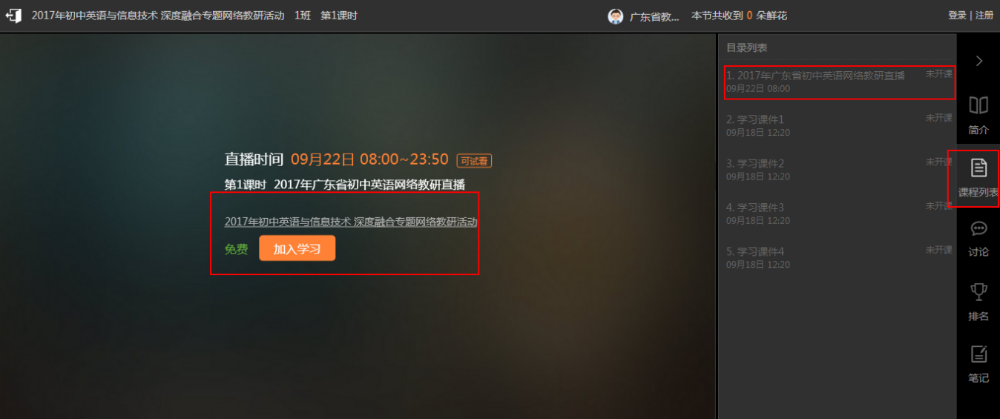 2017年初中英语与信息技术 深度融合专题网络教研活动 1班 第1课时
广东省教... 本节共收到 0 朵鲜花
登录 | 注册
直播时间 09月22日 08:00~23:50 可试看
第1课时 2017年广东省初中英语网络教研直播
2017年初中英语与信息技术 深度融合专题网络教研活动
免费 加入学习
目录列表
1. 2017年广东省初中英语网络教研直播 未开课
09月22日 08:00
2. 学习课件1 未开课
09月18日 12:20
3. 学习课件2 未开课
09月18日 12:20
4. 学习课件3 未开课
09月18日 12:20
5. 学习课件4 未开课
09月18日 12:20
简介
课程列表
讨论
排名
笔记